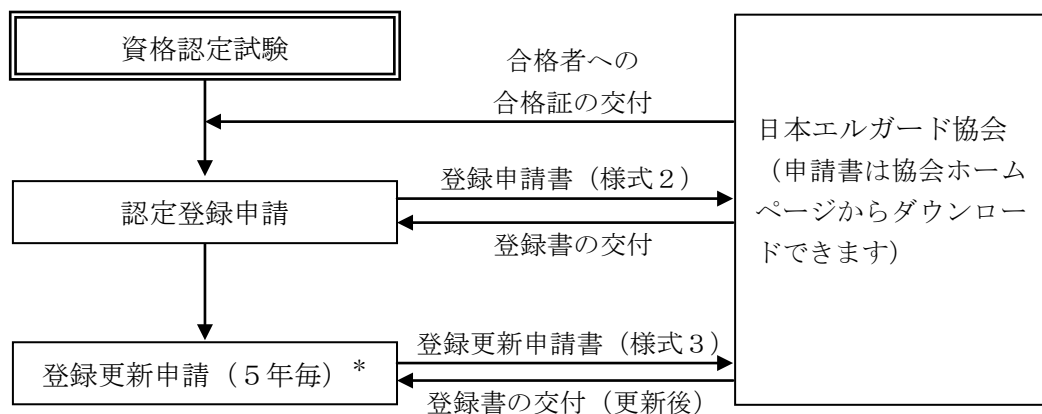 資格認定試験
合格者への
合格証の交付
日本エルガード協会
（申請書は協会ホーム
ページからダウンロー
ドできます）
登録申請書（様式２）
認定登録申請
登録書の交付
登録更新申請書（様式３）
登録更新申請（５年毎）*
登録書の交付（更新後）